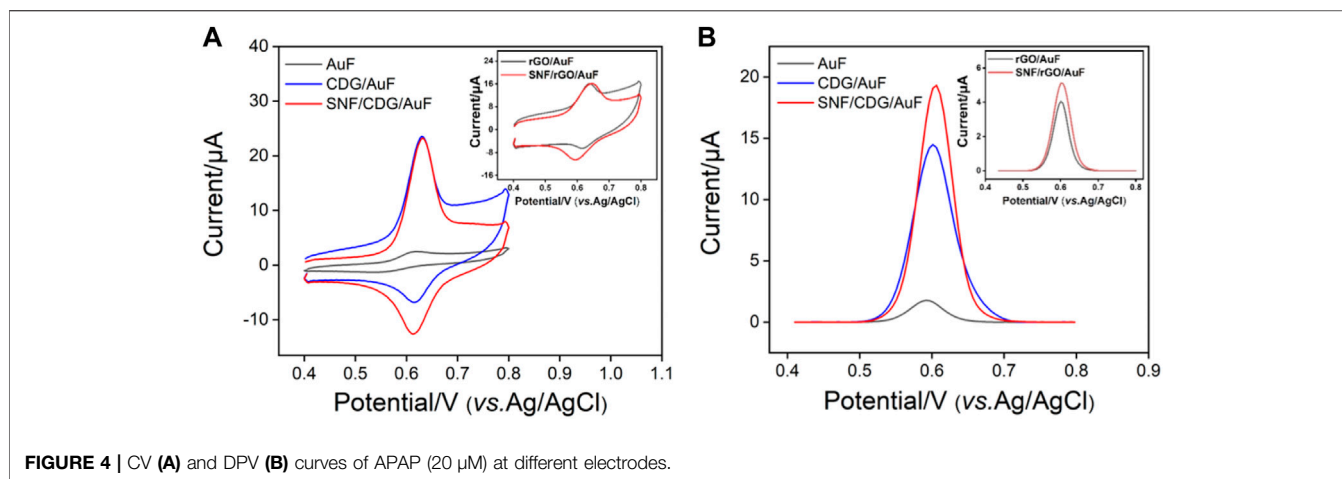 A
40
30
20
10
0
-10
Current/µA
AuF
CDG/AuF
SNF/CDG/AuF
24
16
8
0
-8
-16
Current/µA
rGO/AuF
SNF/rGO/AuF
0.4 0.5 0.6 0.7 0.8
Potential/V (vs.Ag/AgCl)
0.4 0.5 0.6 0.7 0.8 0.9 1.0 1.1
Potential/V (vs.Ag/AgCl)
B
20
15
10
5
0
Current/µA
AuF
CDG/AuF
SNF/CDG/AuF
6
4
2
0
Current/µA
rGO/AuF
SNF/rGO/AuF
0.4 0.5 0.6 0.7 0.8
Potential/V (vs.Ag/AgCl)
0.4 0.5 0.6 0.7 0.8 0.9
Potential/V (vs.Ag/AgCl)
FIGURE 4 | CV (A) and DPV (B) curves of APAP (20 µM) at different electrodes.